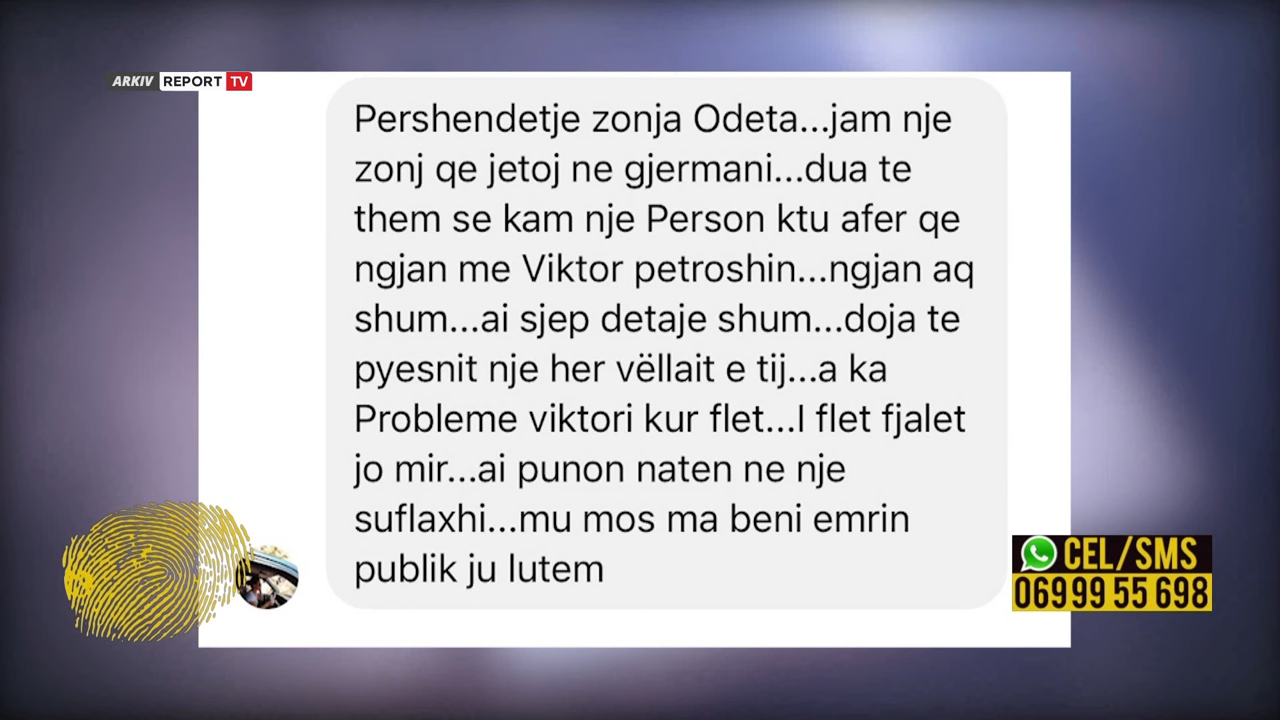 ARKIV REPORT TV
Pershendetje zonja Odeta...jam nje
zonj qe jetoj ne gjermani...dua te
them se kam nje Person ktu afer qe
ngjan me Viktor petroshin...ngjan aq
shum...ai sjep detaje shum...doja te
pyesnit nje her vëllait e tij...a ka
Probleme viktori kur flet...I flet fjalet
jo mir...ai punon naten ne nje
suflaxhi...mu mos ma beni emrin
publik ju lutem
CEL/SMS
069 99 55 698